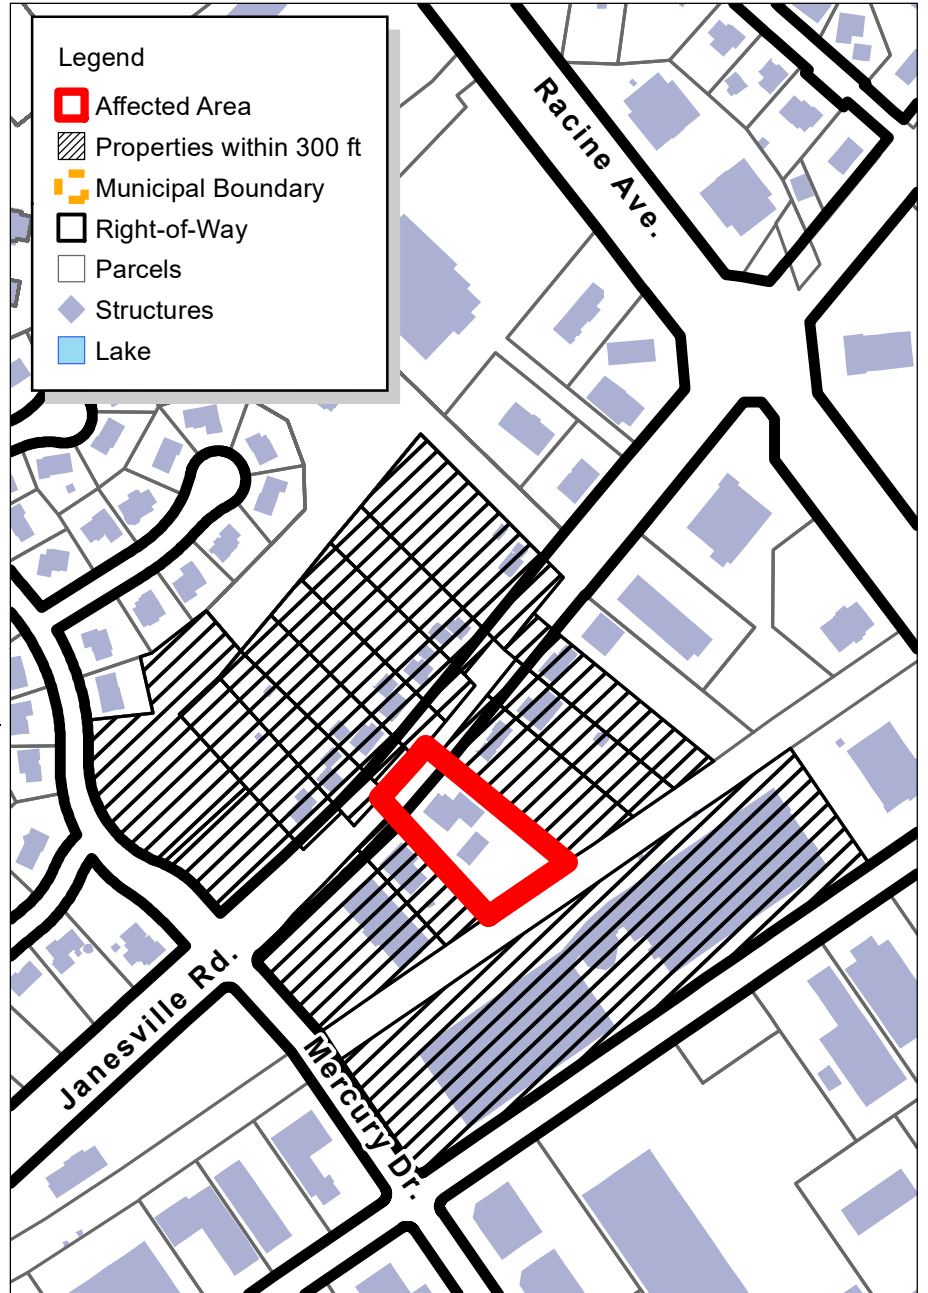 Legend
Affected Area
Properties within 300 ft
Municipal Boundary
Right-of-Way
Parcels
Structures
Lake
Racine Ave.
Janesville Rd.
Mercury Dr.